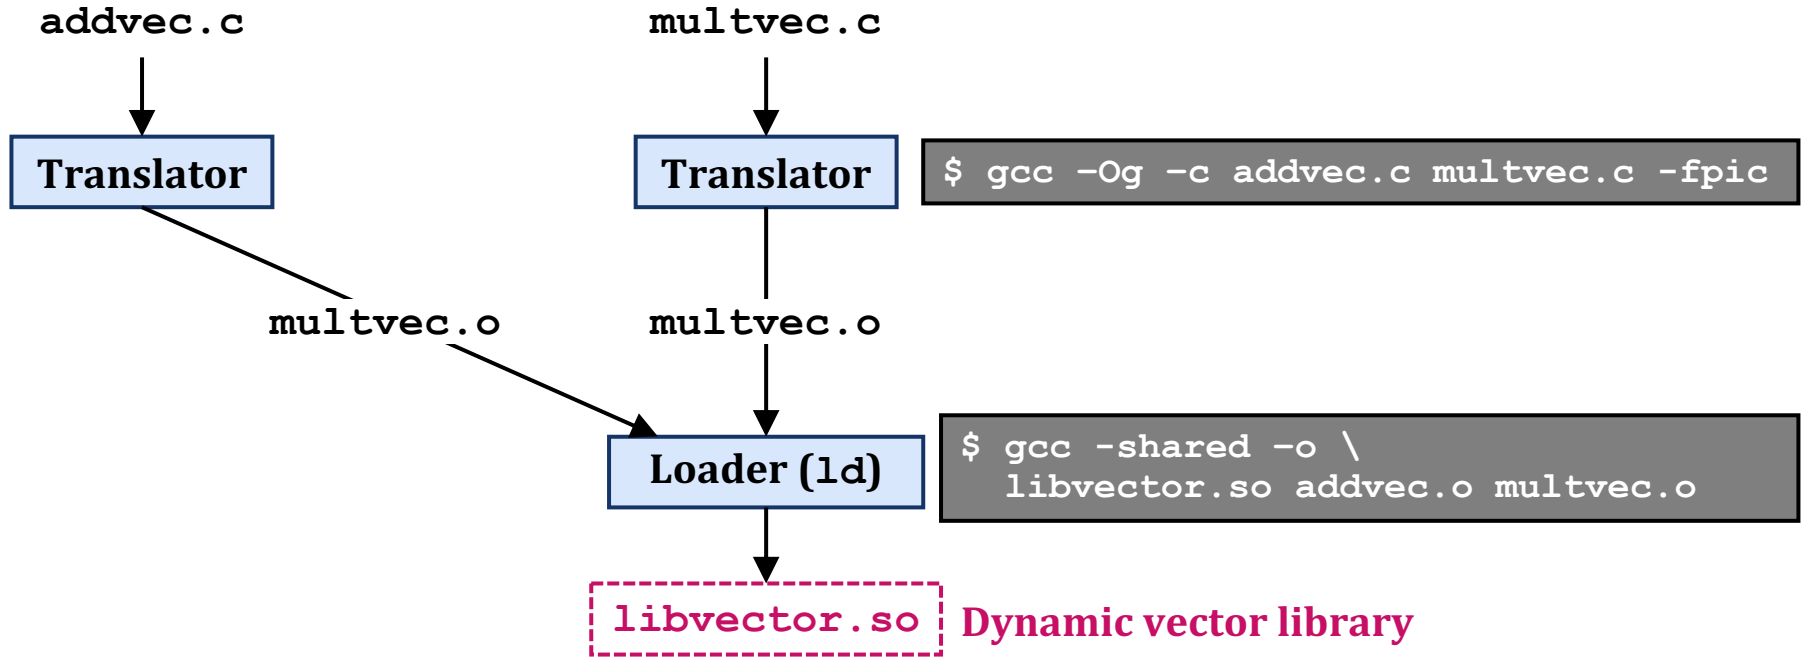 addvec.c
multvec.c
Translator
Translator
$ gcc –Og –c addvec.c multvec.c -fpic
multvec.o
multvec.o
Loader (ld)
$ gcc -shared –o \
libvector.so addvec.o multvec.o
libvector.so
Dynamic vector library